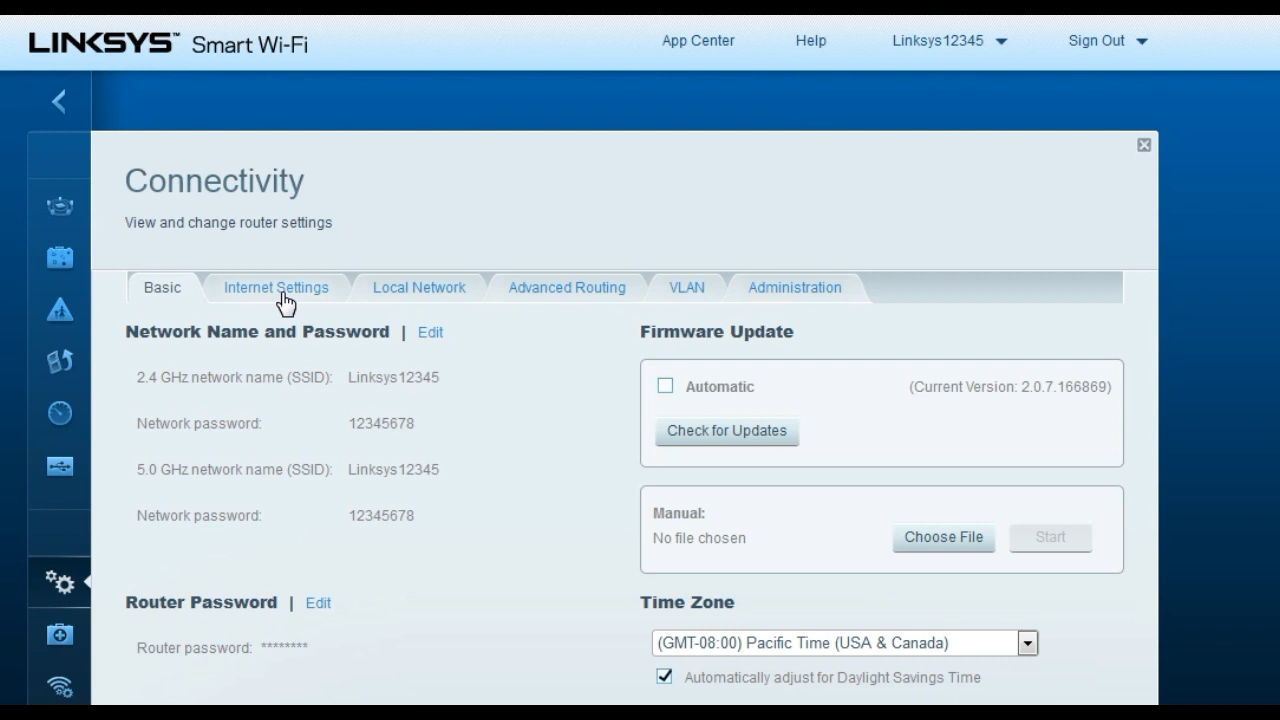 LINKSYS™ Smart Wi-Fi
App Center Help Linksys12345 Sign Out
Connectivity
View and change router settings
Basic Internet Settings Local Network Advanced Routing VLAN Administration
Network Name and Password | Edit
2.4 GHz network name (SSID): Linksys12345
Network password: 12345678
5.0 GHz network name (SSID): Linksys12345
Network password: 12345678
Router Password | Edit
Router password: ********
Firmware Update
Automatic (Current Version: 2.0.7.166869)
Check for Updates
Manual:
No file chosen Choose File Start
Time Zone
(GMT-08:00) Pacific Time (USA & Canada)
Automatically adjust for Daylight Savings Time